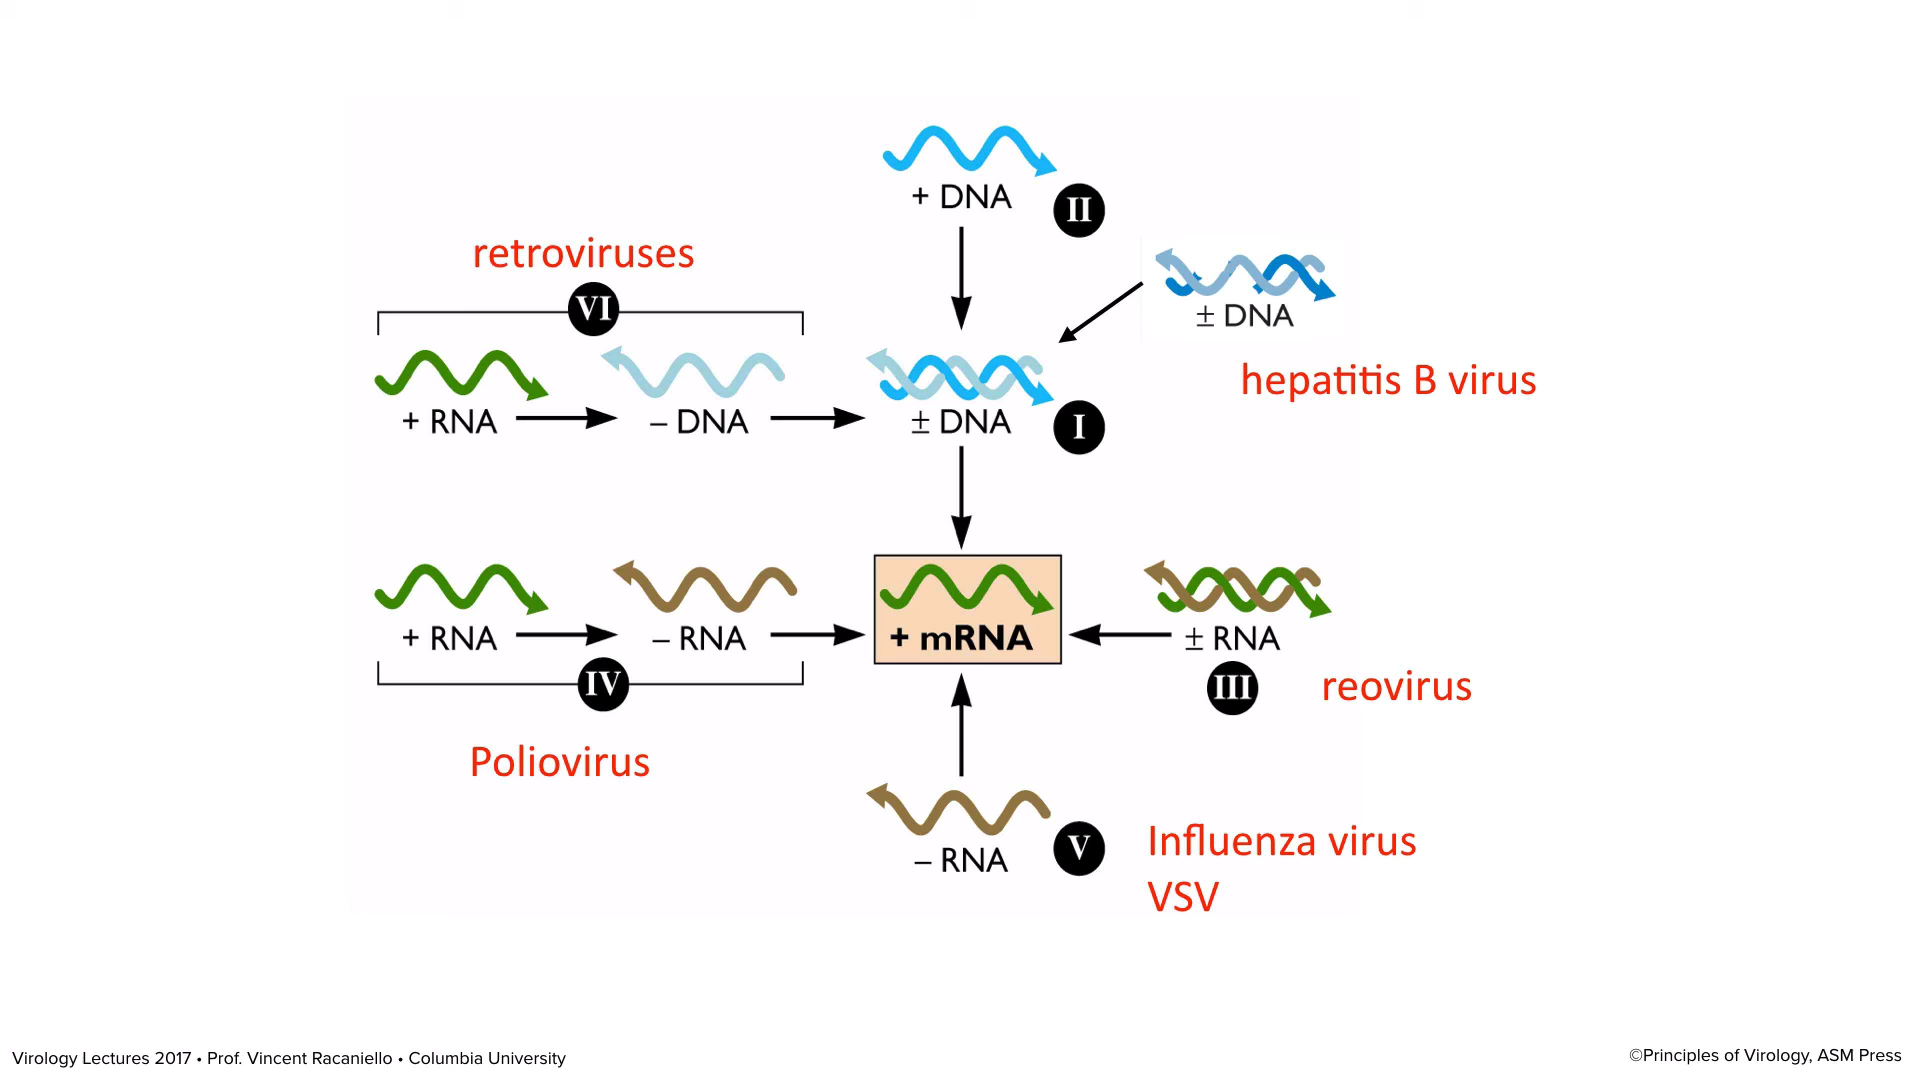 + DNA
II
retroviruses
VI
± DNA
hepatitis B virus
+ RNA
– DNA
± DNA
I
+ RNA
– RNA
+ mRNA
± RNA
IV
III
reovirus
Poliovirus
– RNA
V
Influenza virus
VSV
Virology Lectures 2017 • Prof. Vincent Racaniello • Columbia University
©Principles of Virology, ASM Press